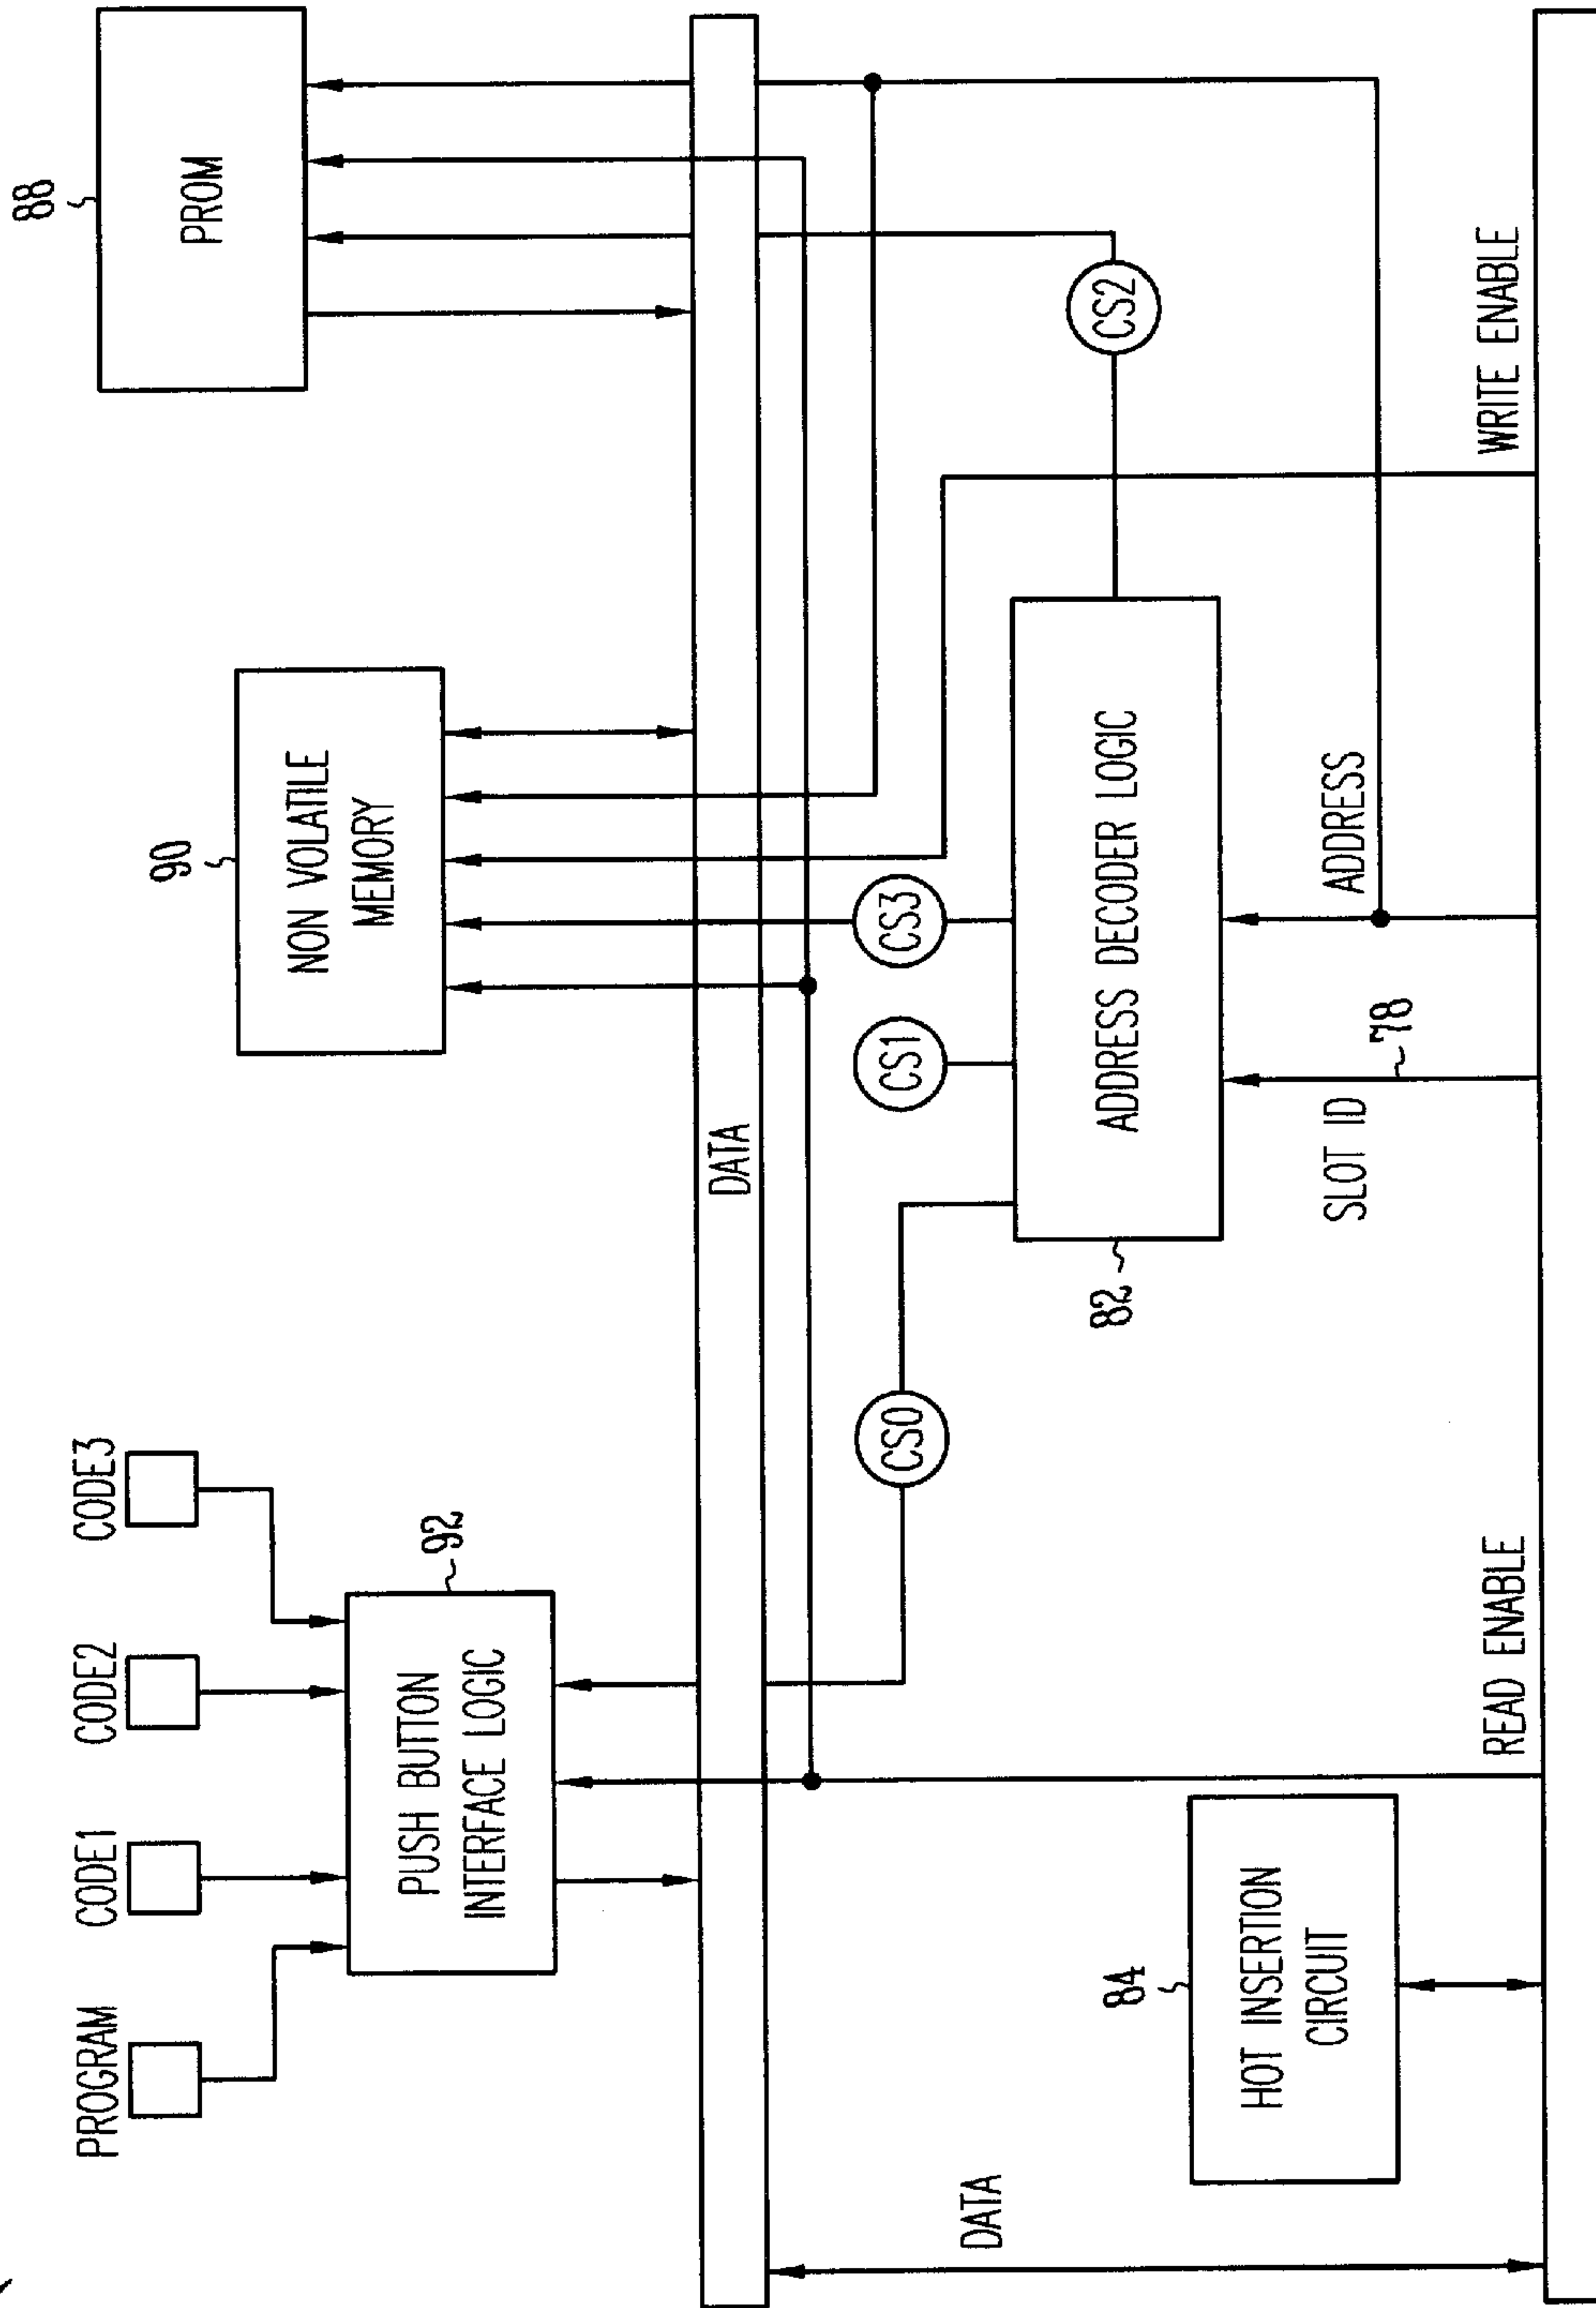 PROGRAM
CODE1
CODE2
CODE3
88
PROM
90
NON VOLATILE
MEMORY
92
PUSH BUTTON
INTERFACE LOGIC
DATA
CS0
CS1
CS3
CS2
82
ADDRESS DECODER LOGIC
84
HOT INSERTION
CIRCUIT
DATA
SLOT ID
78
ADDRESS
READ ENABLE
WRITE ENABLE